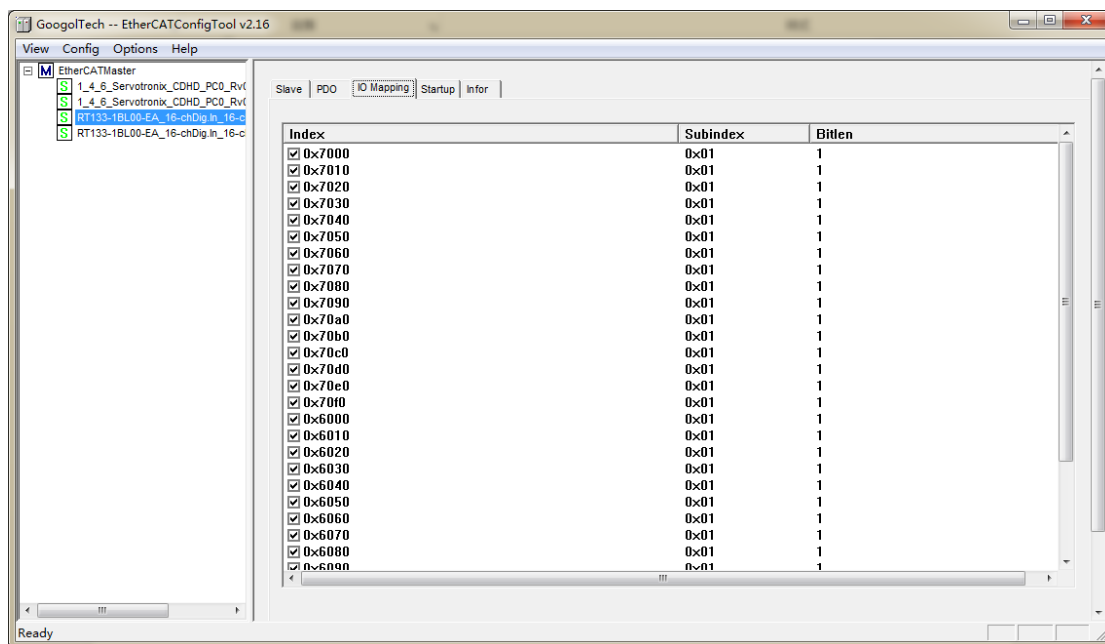 GoogolTech -- EtherCATConfigTool v2.16
View Config Options Help
EtherCATMaster
1_4_6_Servotronix_CDHD_PC0_Rv0
1_4_6_Servotronix_CDHD_PC0_Rv0
RT133-1BL00-EA_16-chDig.In_16-c
RT133-1BL00-EA_16-chDig.In_16-c
Slave PDO IO Mapping Startup Infor
Index Subindex Bitlen
0x7000 0x01 1
0x7010 0x01 1
0x7020 0x01 1
0x7030 0x01 1
0x7040 0x01 1
0x7050 0x01 1
0x7060 0x01 1
0x7070 0x01 1
0x7080 0x01 1
0x7090 0x01 1
0x70a0 0x01 1
0x70b0 0x01 1
0x70c0 0x01 1
0x70d0 0x01 1
0x70e0 0x01 1
0x70f0 0x01 1
0x6000 0x01 1
0x6010 0x01 1
0x6020 0x01 1
0x6030 0x01 1
0x6040 0x01 1
0x6050 0x01 1
0x6060 0x01 1
0x6070 0x01 1
0x6080 0x01 1
0x6090 0x01 1
Ready